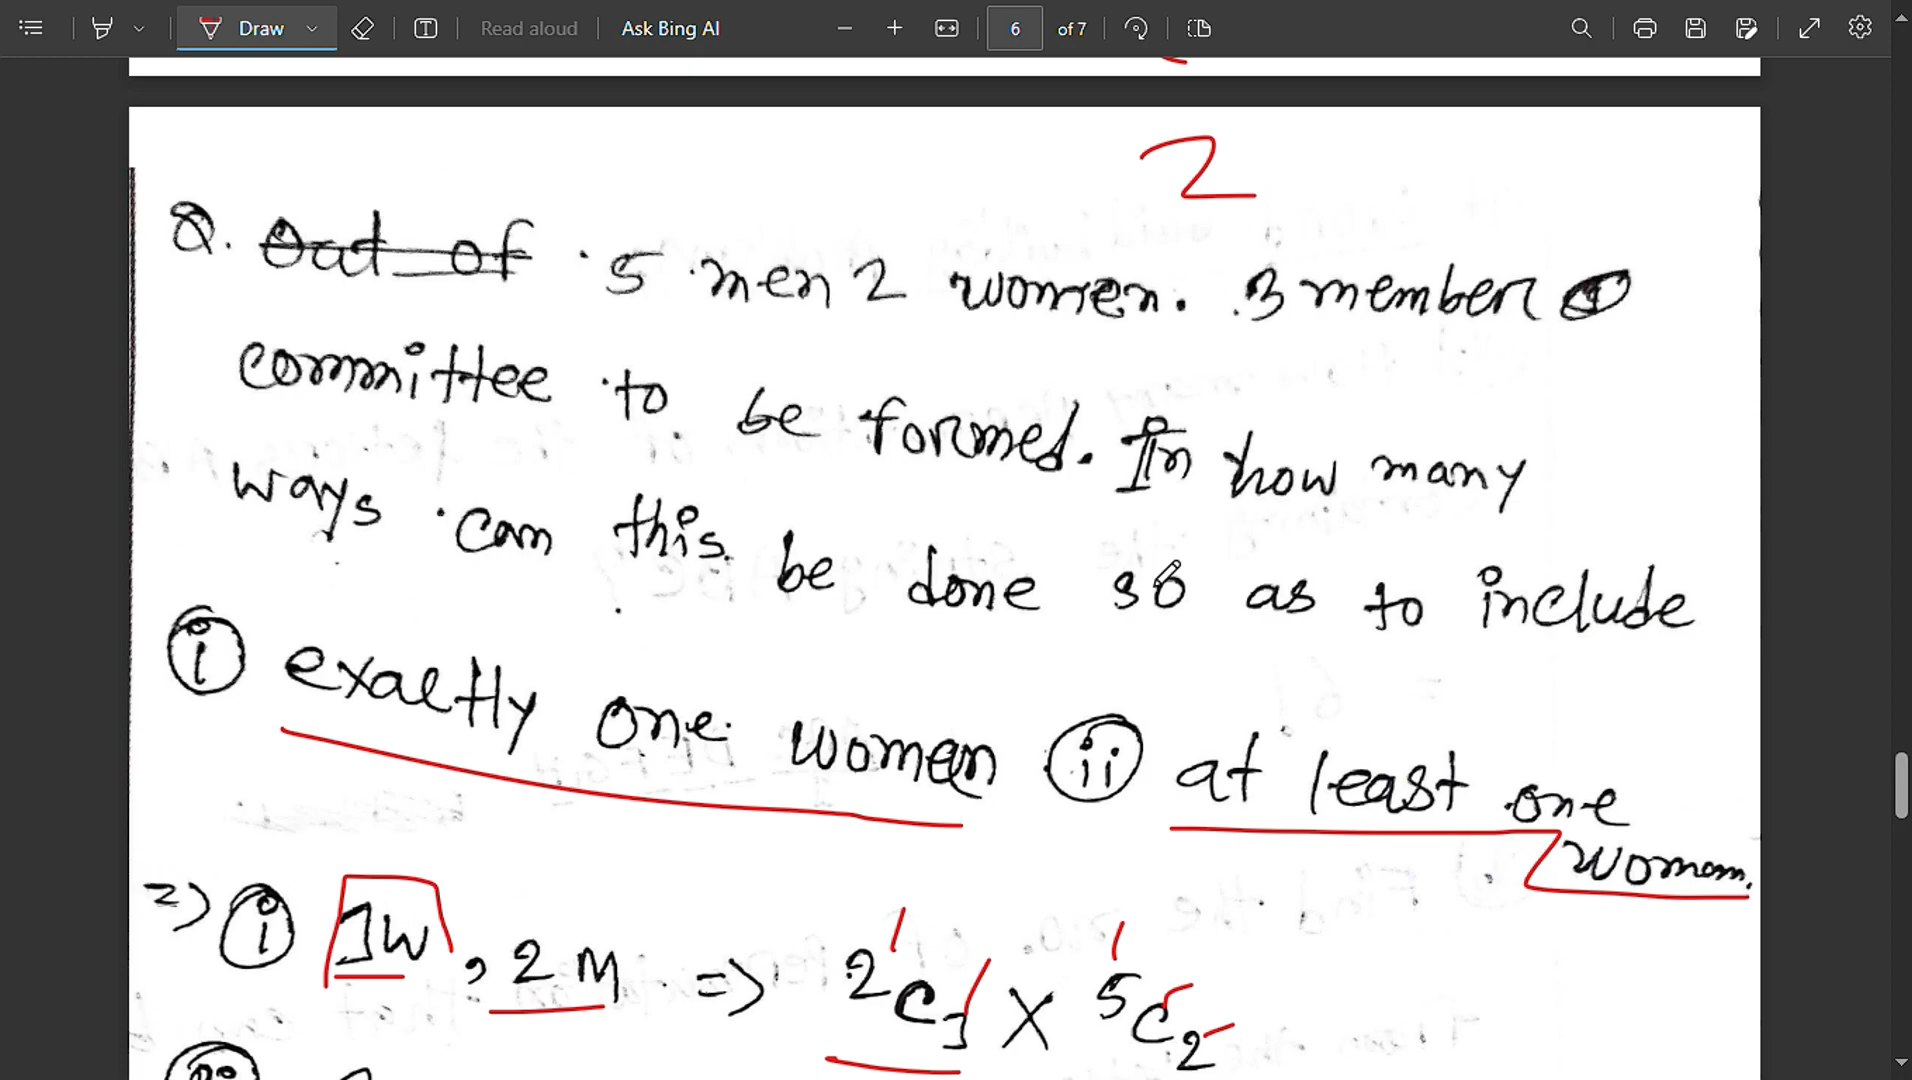 Draw
Read aloud
Ask Bing AI
6 of 7
2
Q. Out of 5 men 2 women. 3 member
committee to be formed. In how many
ways can this be done so as to include
(i) exactly one women (ii) at least one
women.
=> (i) 1W, 2M => ²C₁ X ⁵C₂